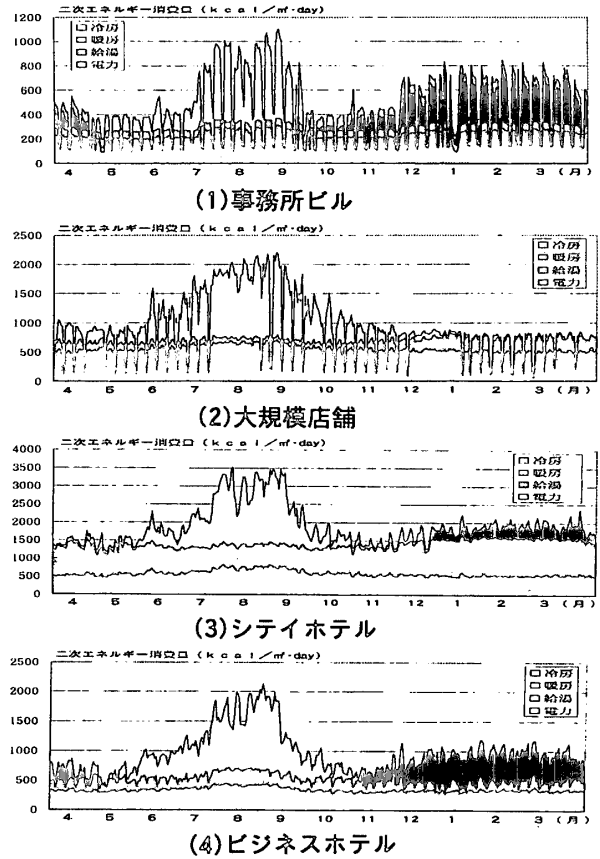 二次エネルギー消費量 (kcal/㎡·day)
1200
1000
800
600
400
200
0
冷房
暖房
給湯
電力
4 5 6 7 8 9 10 11 12 1 2 3 (月)
(1)事務所ビル
二次エネルギー消費量 (kcal/㎡·day)
2500
2000
1500
1000
500
0
冷房
暖房
給湯
電力
4 5 6 7 8 9 10 11 12 1 2 3 (月)
(2)大規模店舗
二次エネルギー消費量 (kcal/㎡·day)
4000
3500
3000
2500
2000
1500
1000
500
0
冷房
暖房
給湯
電力
4 5 6 7 8 9 10 11 12 1 2 3 (月)
(3)シテイホテル
二次エネルギー消費量 (kcal/㎡·day)
2500
2000
1500
1000
500
0
冷房
暖房
給湯
電力
4 5 6 7 8 9 10 11 12 1 2 3 (月)
(4)ビジネスホテル